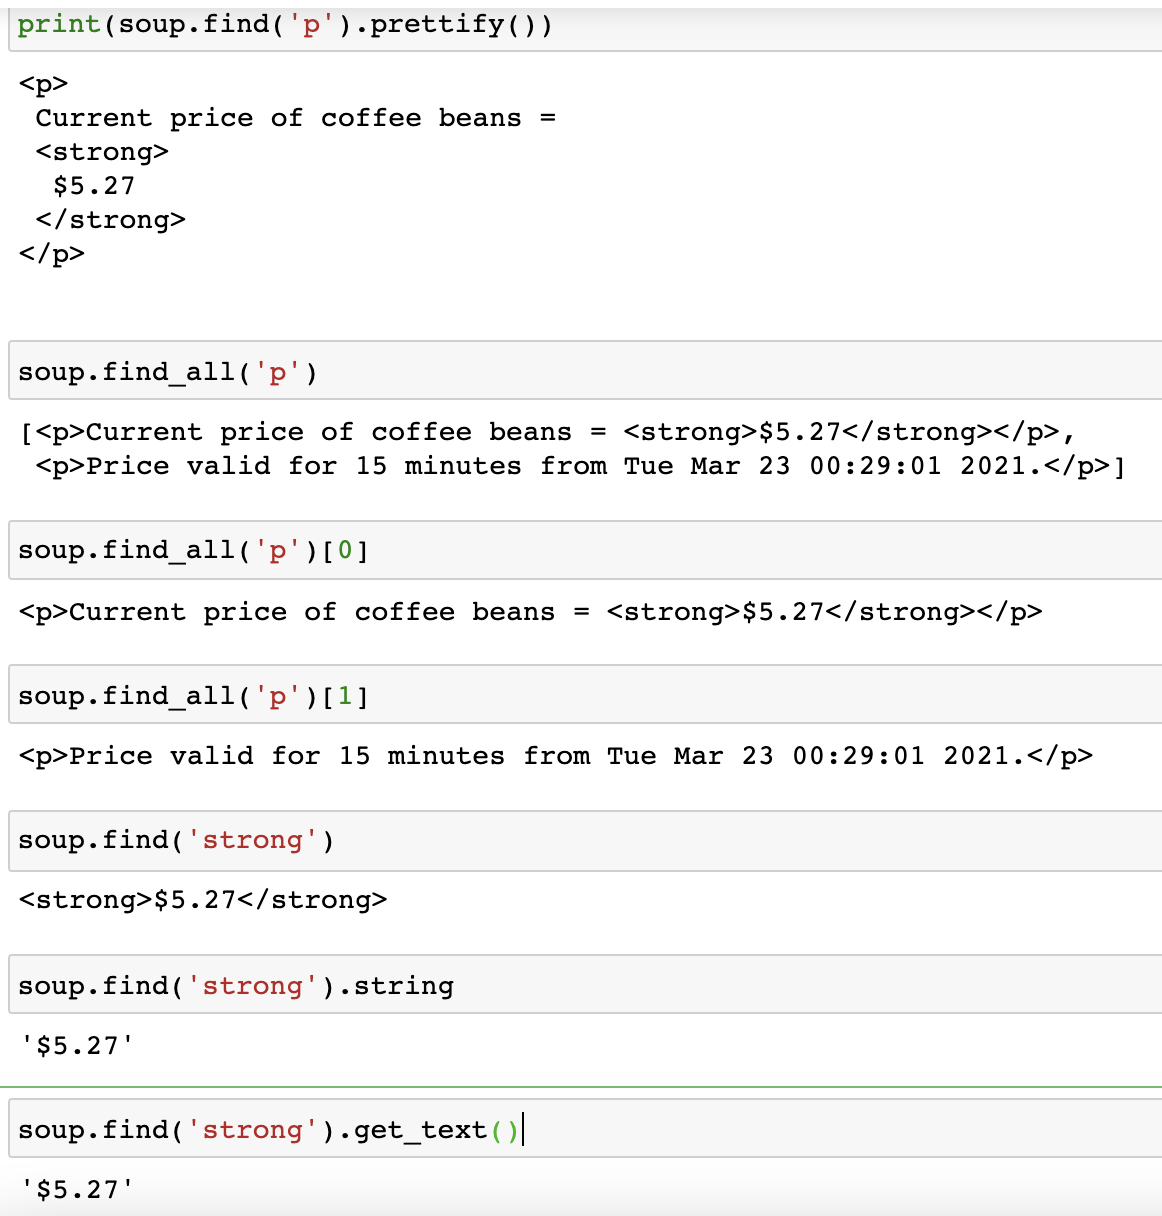 print(soup.find('p').prettify())
<p>
 Current price of coffee beans =
 <strong>
  $5.27
 </strong>
</p>
soup.find_all('p')
[<p>Current price of coffee beans = <strong>$5.27</strong></p>,
 <p>Price valid for 15 minutes from Tue Mar 23 00:29:01 2021.</p>]
soup.find_all('p')[0]
<p>Current price of coffee beans = <strong>$5.27</strong></p>
soup.find_all('p')[1]
<p>Price valid for 15 minutes from Tue Mar 23 00:29:01 2021.</p>
soup.find('strong')
<strong>$5.27</strong>
soup.find('strong').string
'$5.27'
soup.find('strong').get_text()
'$5.27'